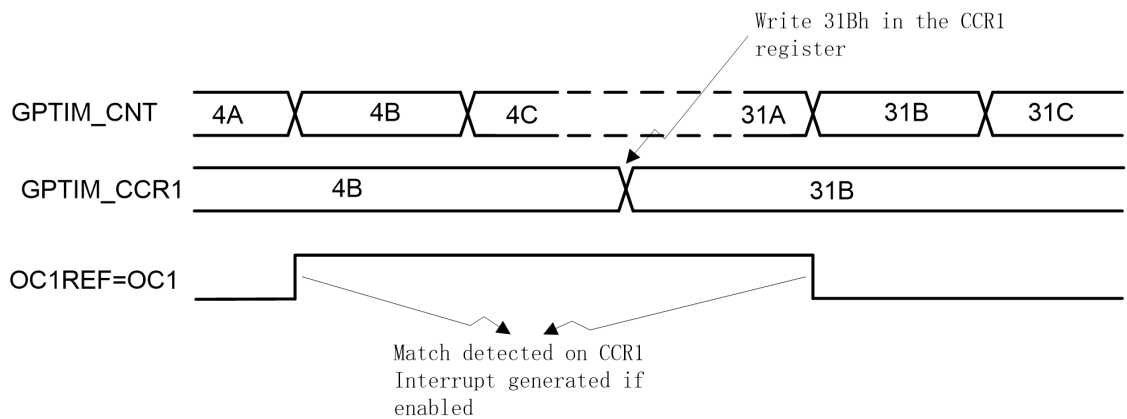 Write 31Bh in the CCR1
register
GPTIM_CNT 4A 4B 4C 31A 31B 31C
GPTIM_CCR1 4B 31B
OC1REF=OC1
Match detected on CCR1
Interrupt generated if
enabled